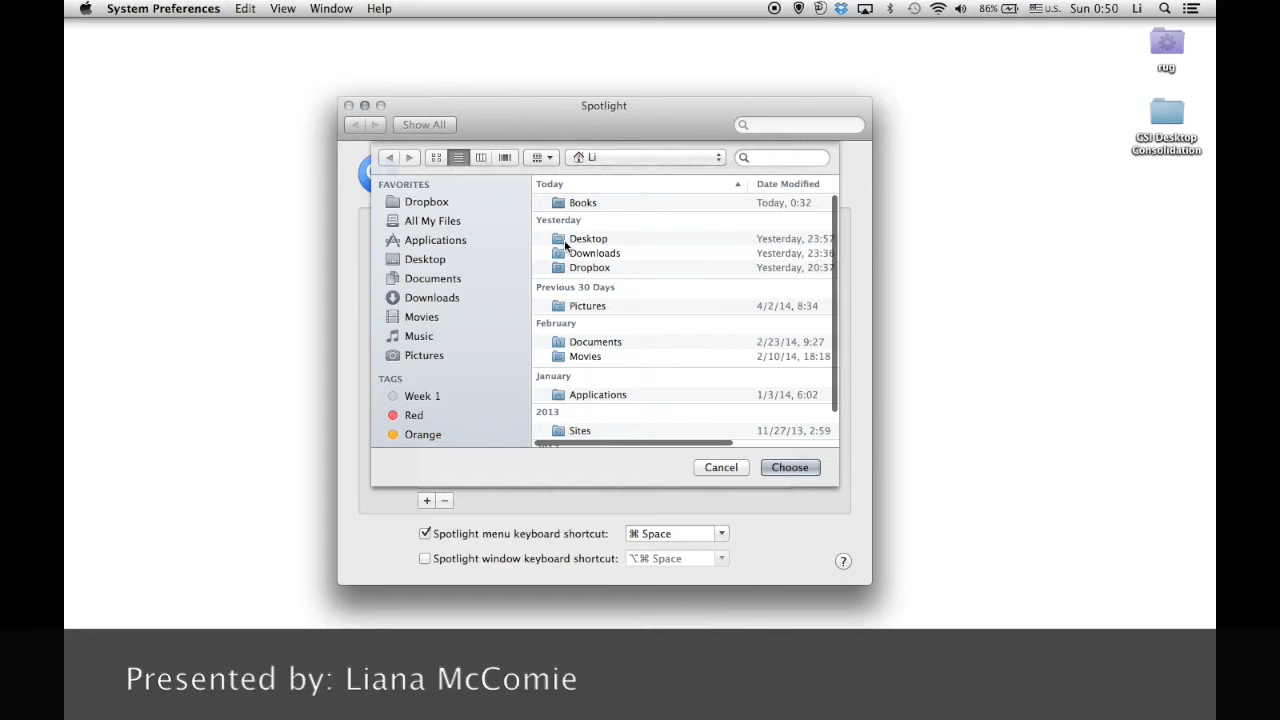 System Preferences Edit View Window Help 86% U.S. Sun 0:50 Li
rug
CSI Desktop
Consolidation
Spotlight
Show All
Li
FAVORITES
Dropbox
All My Files
Applications
Desktop
Documents
Downloads
Movies
Music
Pictures
TAGS
Week 1
Red
Orange
Today Date Modified
Books Today, 0:32
Yesterday
Desktop Yesterday, 23:57
Downloads Yesterday, 23:36
Dropbox Yesterday, 20:37
Previous 30 Days
Pictures 4/2/14, 8:34
February
Documents 2/23/14, 9:27
Movies 2/10/14, 18:18
January
Applications 1/3/14, 6:02
2013
Sites 11/27/13, 2:59
Cancel Choose
+ −
Spotlight menu keyboard shortcut: ⌘ Space
Spotlight window keyboard shortcut: ⌥⌘ Space
?
Presented by: Liana McComie